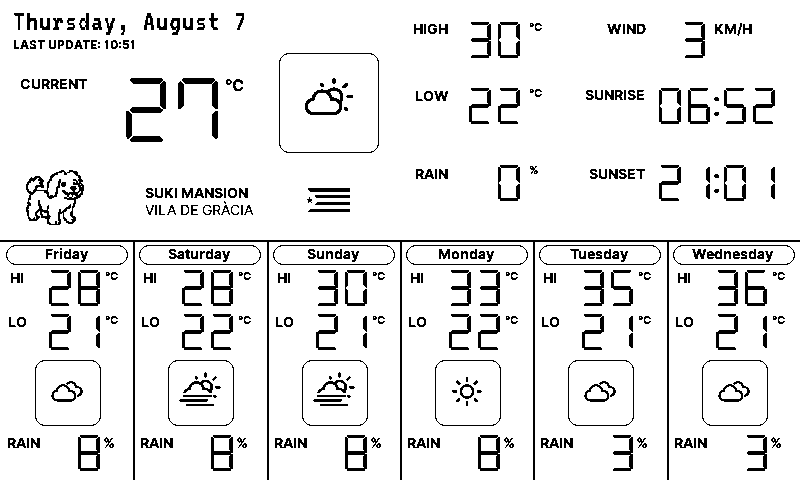 Thursday, August 7
LAST UPDATE: 10:51
CURRENT 27 °C
HIGH 30 °C
WIND 3 KM/H
LOW 22 °C
SUNRISE 06:52
RAIN 0 %
SUNSET 21:01
SUKI MANSION
VILA DE GRÀCIA
Friday
HI 28 °C
LO 21 °C
RAIN 8 %
Saturday
HI 28 °C
LO 22 °C
RAIN 8 %
Sunday
HI 30 °C
LO 21 °C
RAIN 8 %
Monday
HI 33 °C
LO 22 °C
RAIN 8 %
Tuesday
HI 35 °C
LO 21 °C
RAIN 3 %
Wednesday
HI 36 °C
LO 21 °C
RAIN 3 %